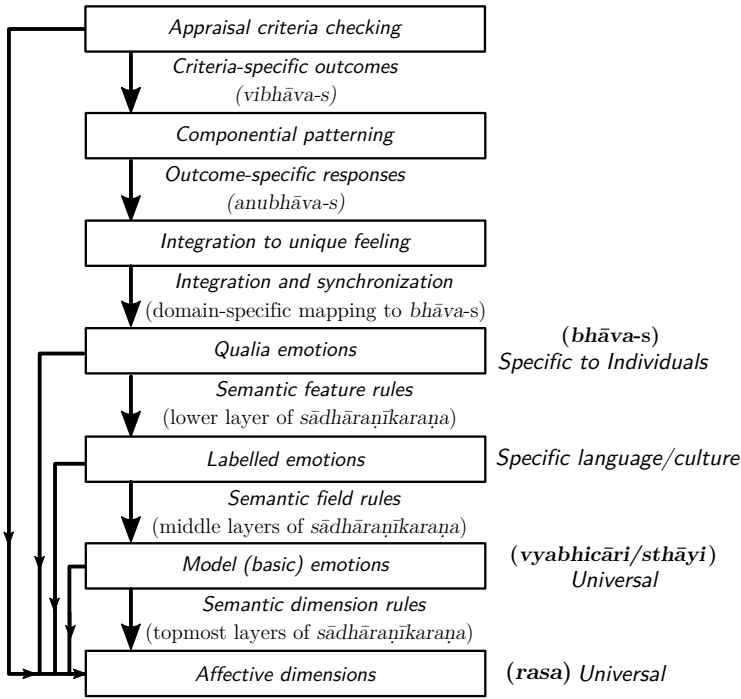 Appraisal criteria checking
Criteria-specific outcomes
(vibhāva-s)
Componential patterning
Outcome-specific responses
(anubhāva-s)
Integration to unique feeling
Integration and synchronization
(domain-specific mapping to bhāva-s)
Qualia emotions
(bhāva-s)
Specific to Individuals
Semantic feature rules
(lower layer of sādhāraṇīkaraṇa)
Labelled emotions
Specific language/culture
Semantic field rules
(middle layers of sādhāraṇīkaraṇa)
Model (basic) emotions
(vyabhicāri/sthāyi)
Universal
Semantic dimension rules
(topmost layers of sādhāraṇīkaraṇa)
Affective dimensions
(rasa) Universal